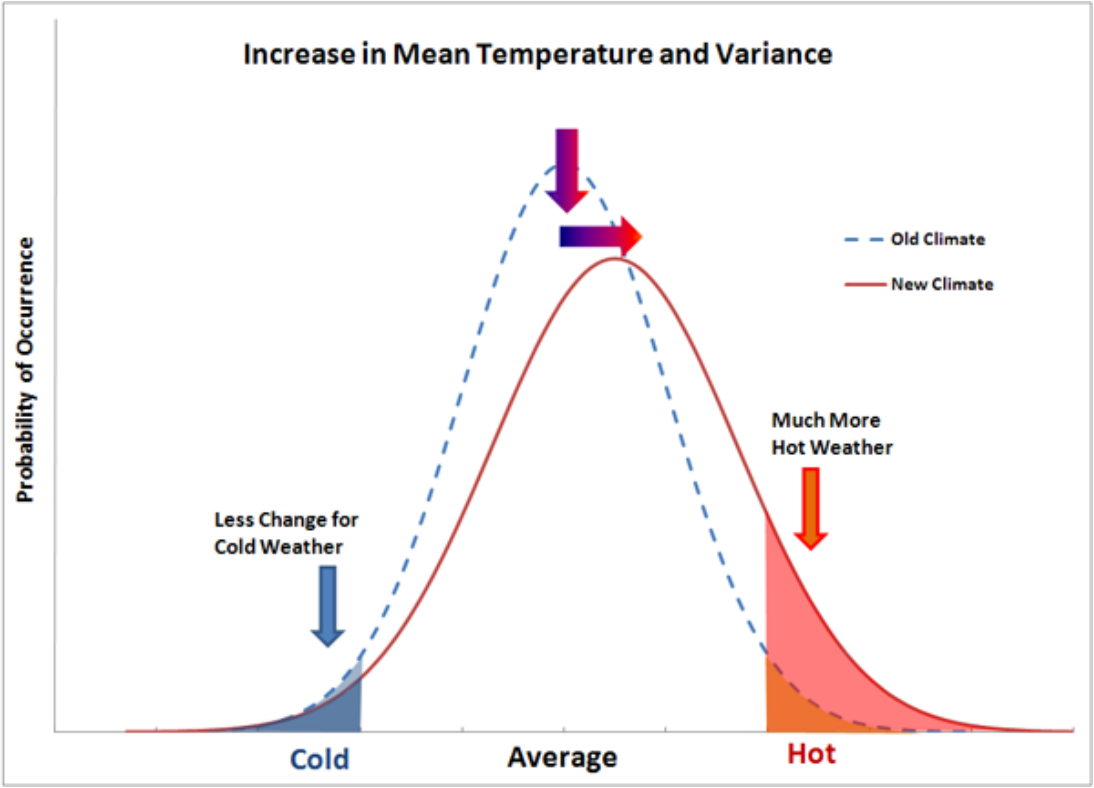 Increase in Mean Temperature and Variance
Probability of Occurrence
Old Climate
New Climate
Much More
Hot Weather
Less Change for
Cold Weather
Cold
Average
Hot